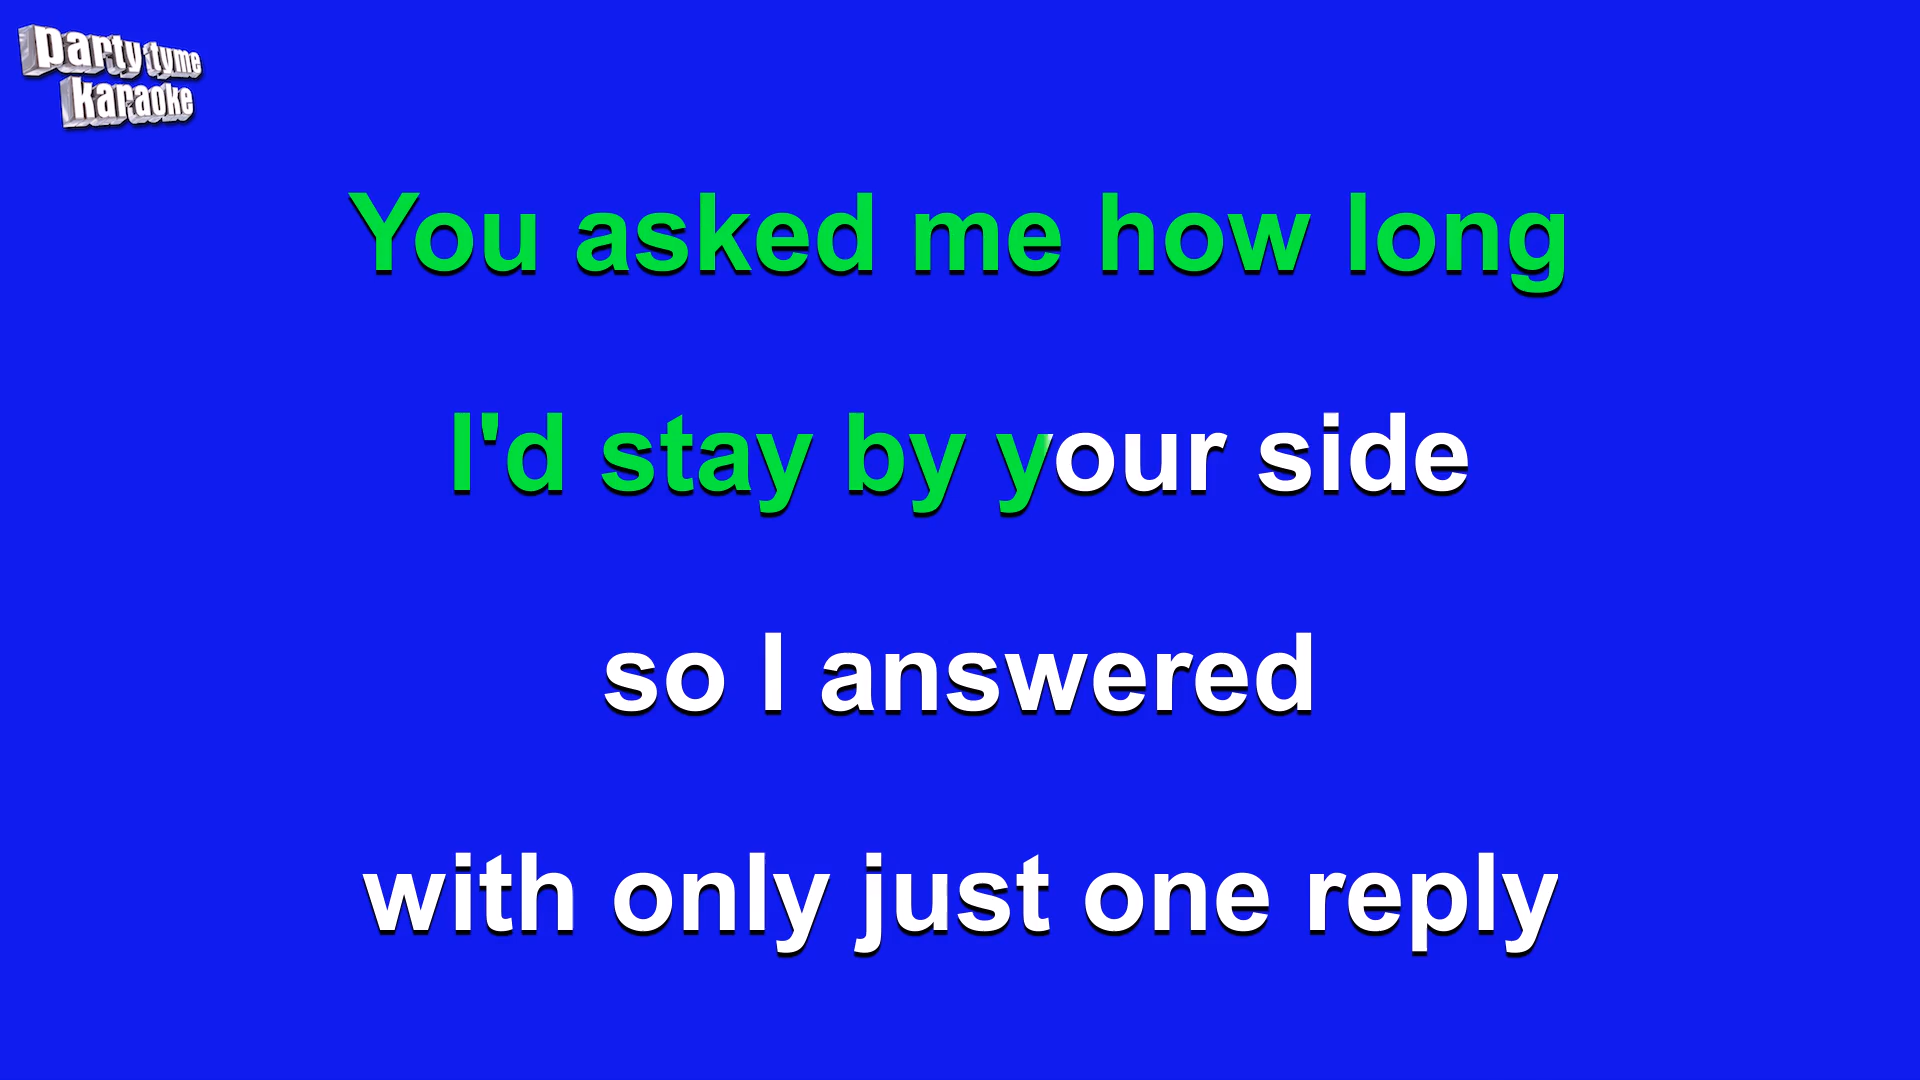 party tyme
karaoke
You asked me how long
I'd stay by your side
so I answered
with only just one reply